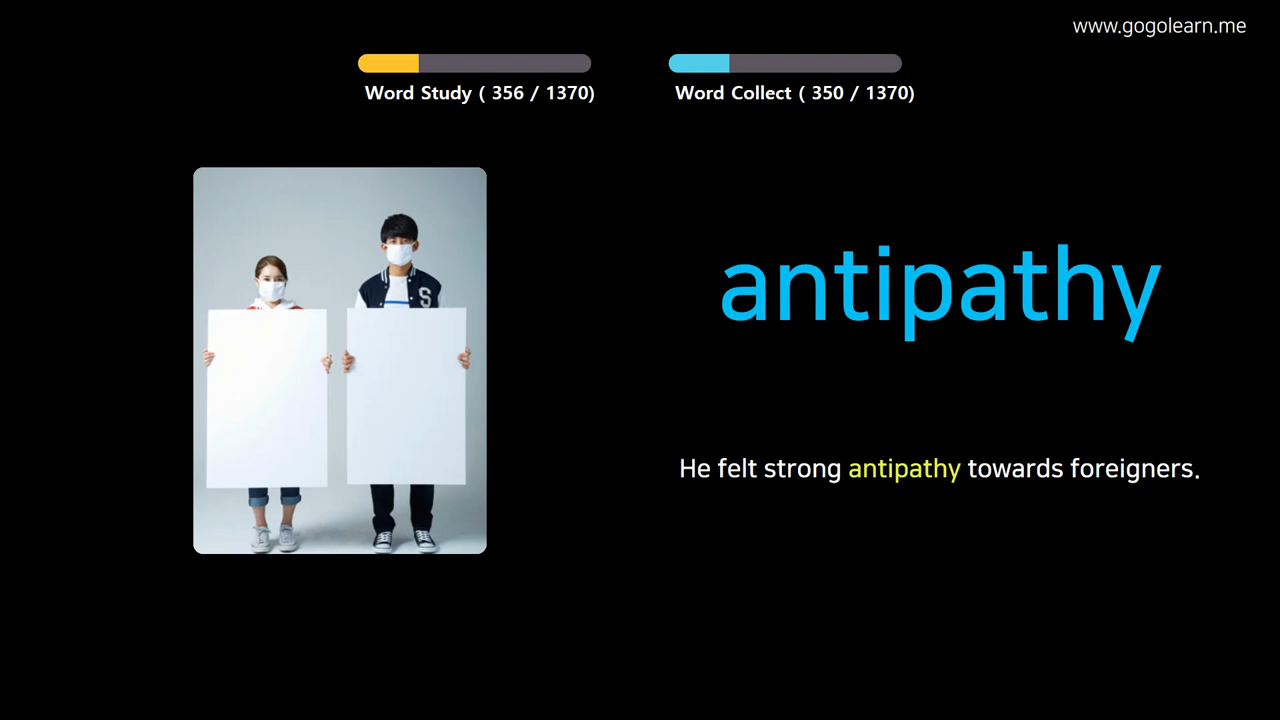 www.gogolearn.me
Word Study ( 356 / 1370)
Word Collect ( 350 / 1370)
S
antipathy
He felt strong antipathy towards foreigners.